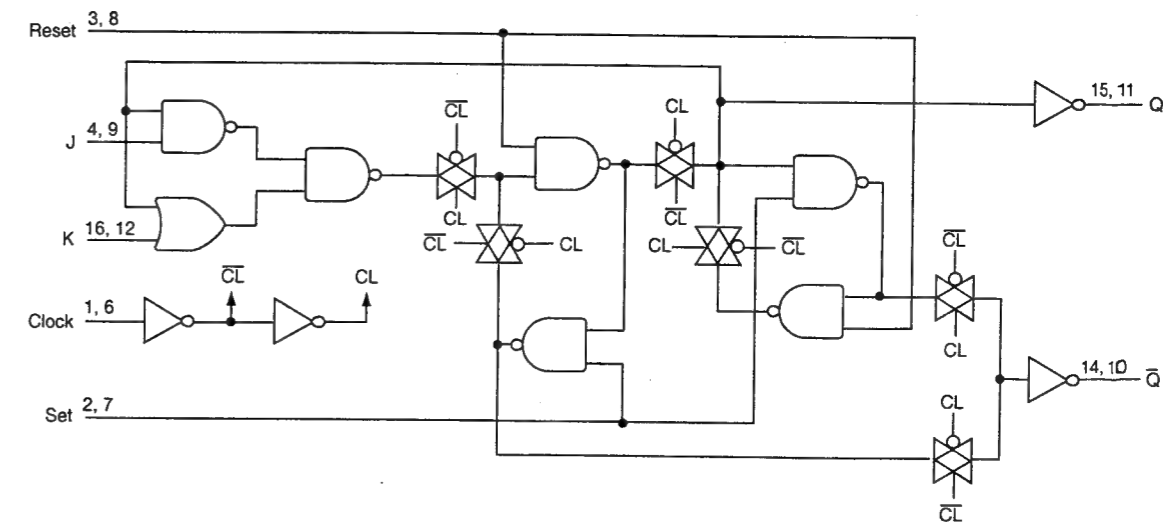 Reset 3, 8
15, 11 Q
CL̅
CL
J 4, 9
CL
CL̅
CL̅ CL
CL CL̅
K 16, 12
CL̅
CL̅
CL
Clock 1, 6
CL
14, 10 Q̅
Set 2, 7
CL
CL̅